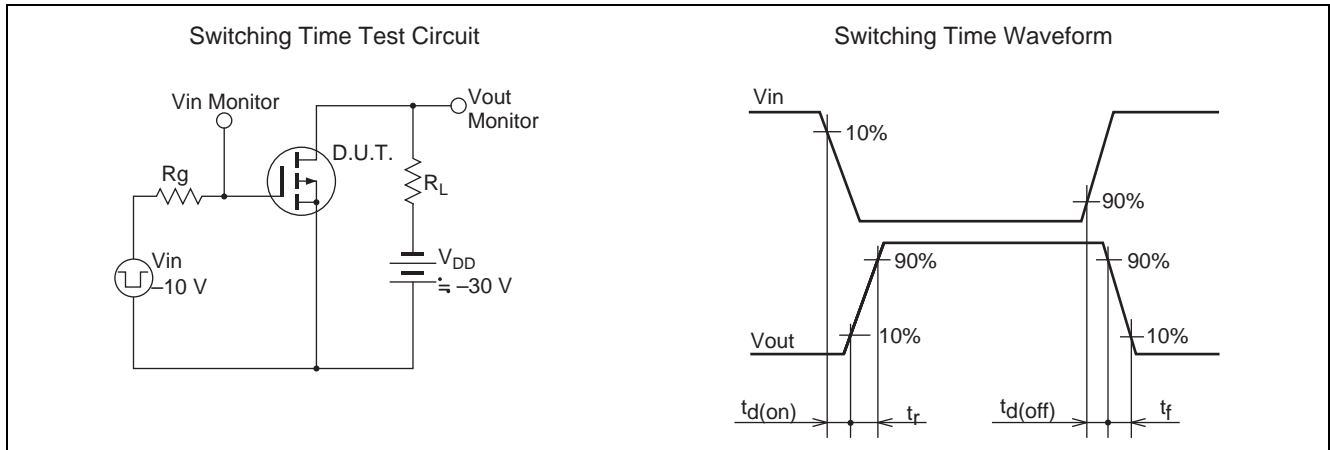 Switching Time Test Circuit
Vin Monitor
Vout
Monitor
D.U.T.
Rg
RL
Vin
–10 V
VDD
≒ –30 V
Switching Time Waveform
Vin
10%
90%
90%
90%
10%
10%
Vout
td(on)
tr
td(off)
tf